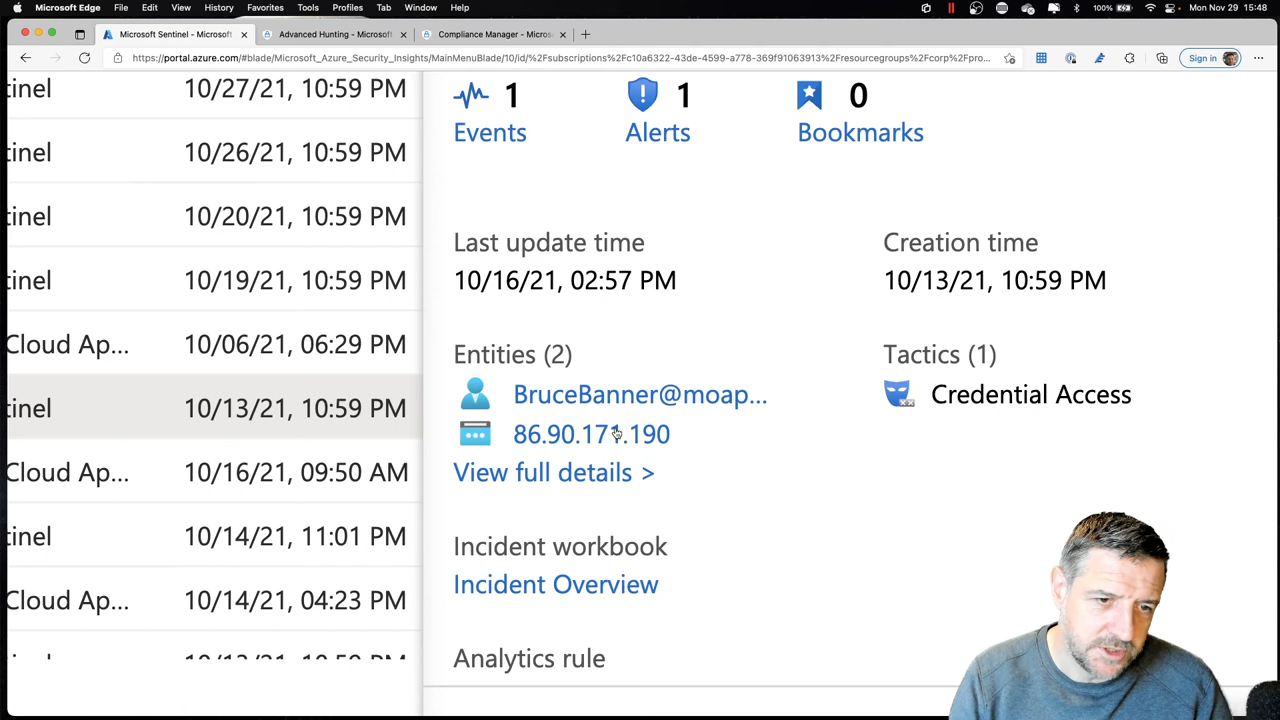 Microsoft Edge File Edit View History Favorites Tools Profiles Tab Window Help 100% Mon Nov 29 15:48
Microsoft Sentinel - Microsoft Advanced Hunting - Microsoft Compliance Manager - Micros
https://portal.azure.com/#blade/Microsoft_Azure_Security_Insights/MainMenuBlade/10/id/%2Fsubscriptions%2Fc10a6322-43de-4599-a778-369f91063913%2Fresourcegroups%2Fcorp%2Fpro... Sign in
tinel 10/27/21, 10:59 PM
tinel 10/26/21, 10:59 PM
tinel 10/20/21, 10:59 PM
tinel 10/19/21, 10:59 PM
Cloud Ap... 10/06/21, 06:29 PM
tinel 10/13/21, 10:59 PM
Cloud Ap... 10/16/21, 09:50 AM
tinel 10/14/21, 11:01 PM
Cloud Ap... 10/14/21, 04:23 PM
1 1 0
Events Alerts Bookmarks
Last update time Creation time
10/16/21, 02:57 PM 10/13/21, 10:59 PM
Entities (2) Tactics (1)
BruceBanner@moap... Credential Access
86.90.171.190
View full details >
Incident workbook
Incident Overview
Analytics rule